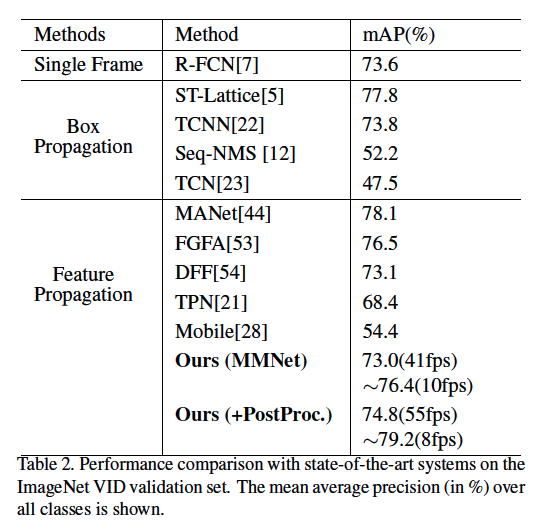 Methods Method mAP(%)
Single Frame R-FCN[7] 73.6
Box Propagation ST-Lattice[5] 77.8
TCNN[22] 73.8
Seq-NMS [12] 52.2
TCN[23] 47.5
Feature Propagation MANet[44] 78.1
FGFA[53] 76.5
DFF[54] 73.1
TPN[21] 68.4
Mobile[28] 54.4
Ours (MMNet) 73.0(41fps)
∼76.4(10fps)
Ours (+PostProc.) 74.8(55fps)
∼79.2(8fps)
Table 2. Performance comparison with state-of-the-art systems on the
ImageNet VID validation set. The mean average precision (in %) over
all classes is shown.